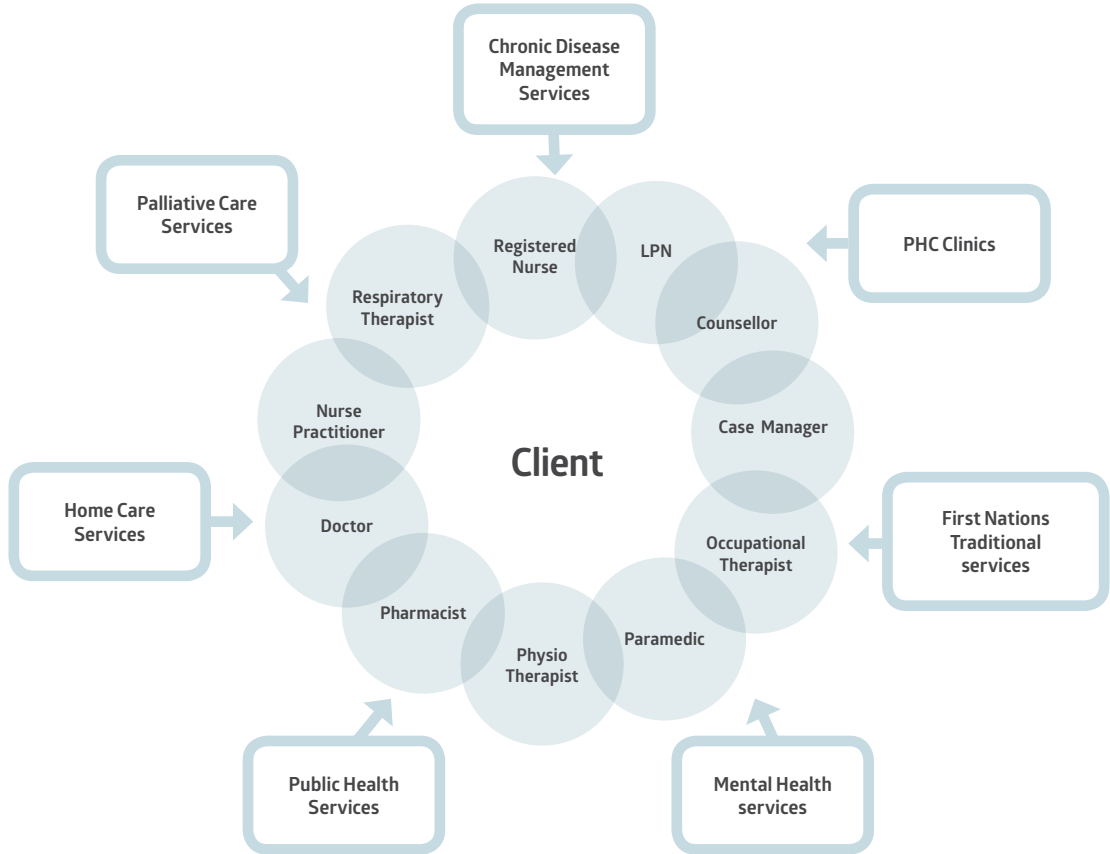 Chronic Disease
Management
Services
Palliative Care
Services
PHC Clinics
Registered
Nurse
LPN
Respiratory
Therapist
Counsellor
Nurse
Practitioner
Case Manager
Client
Home Care
Services
Doctor
Occupational
Therapist
First Nations
Traditional
services
Pharmacist
Physio
Therapist
Paramedic
Public Health
Services
Mental Health
services